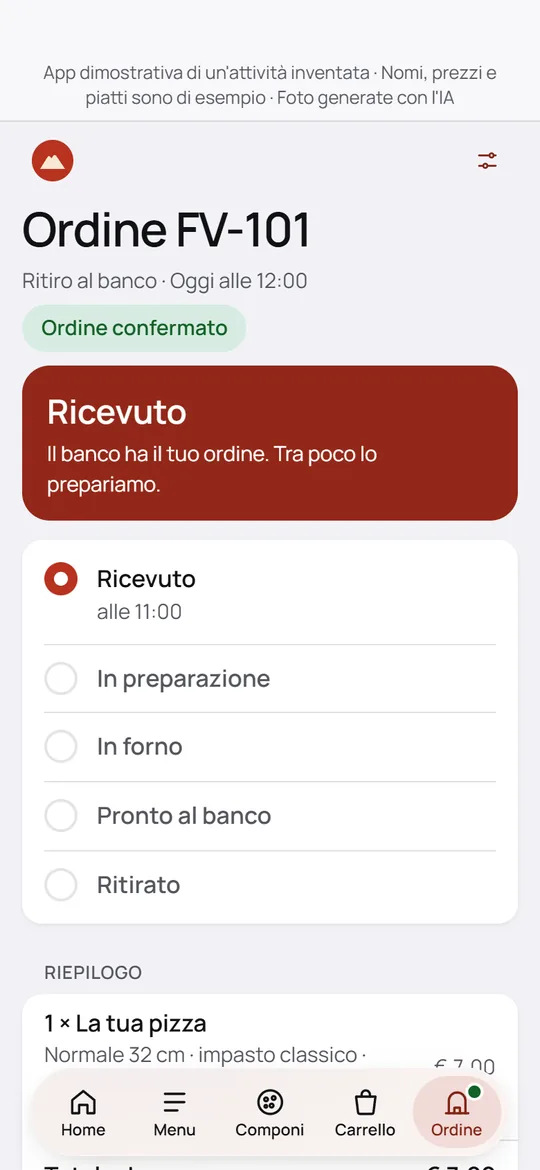 App dimostrativa di un'attività inventata · Nomi, prezzi e
piatti sono di esempio · Foto generate con l'IA
Ordine FV-101
Ritiro al banco · Oggi alle 12:00
Ordine confermato
Ricevuto
Il banco ha il tuo ordine. Tra poco lo
prepariamo.
Ricevuto
alle 11:00
In preparazione
In forno
Pronto al banco
Ritirato
RIEPILOGO
1 × La tua pizza
Normale 32 cm · impasto classico ·
€ 7,00
Home
Menu
Componi
Carrello
Ordine